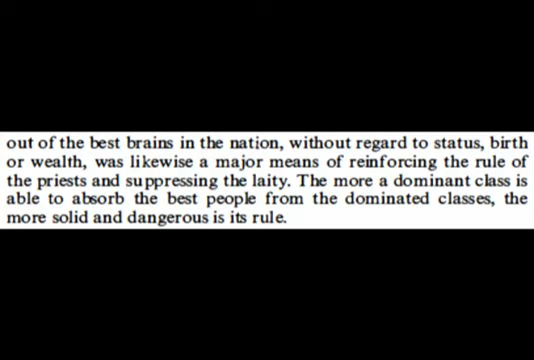 out of the best brains in the nation, without regard to status, birth
or wealth, was likewise a major means of reinforcing the rule of
the priests and suppressing the laity. The more a dominant class is
able to absorb the best people from the dominated classes, the
more solid and dangerous is its rule.